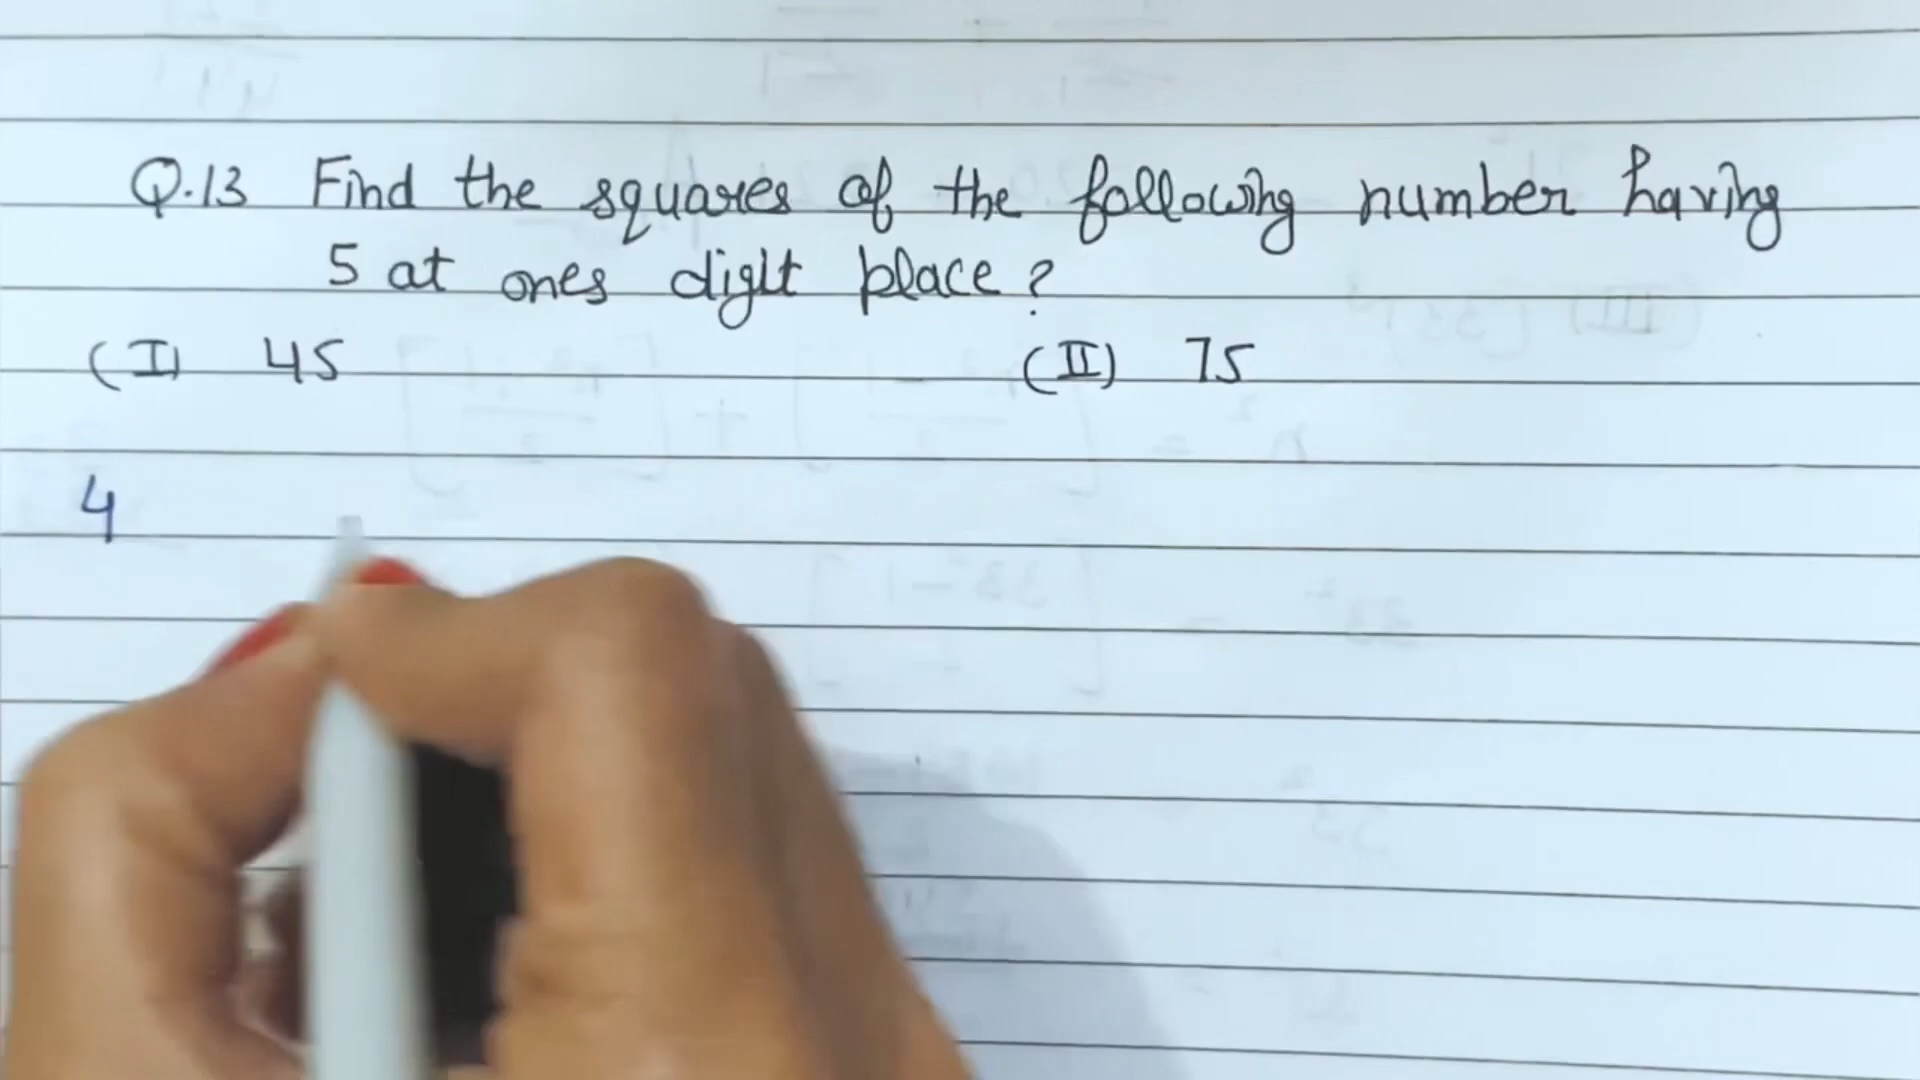 Q.13 Find the squares of the following number having
5 at ones digit place?
(I) 45 (II) 75
4